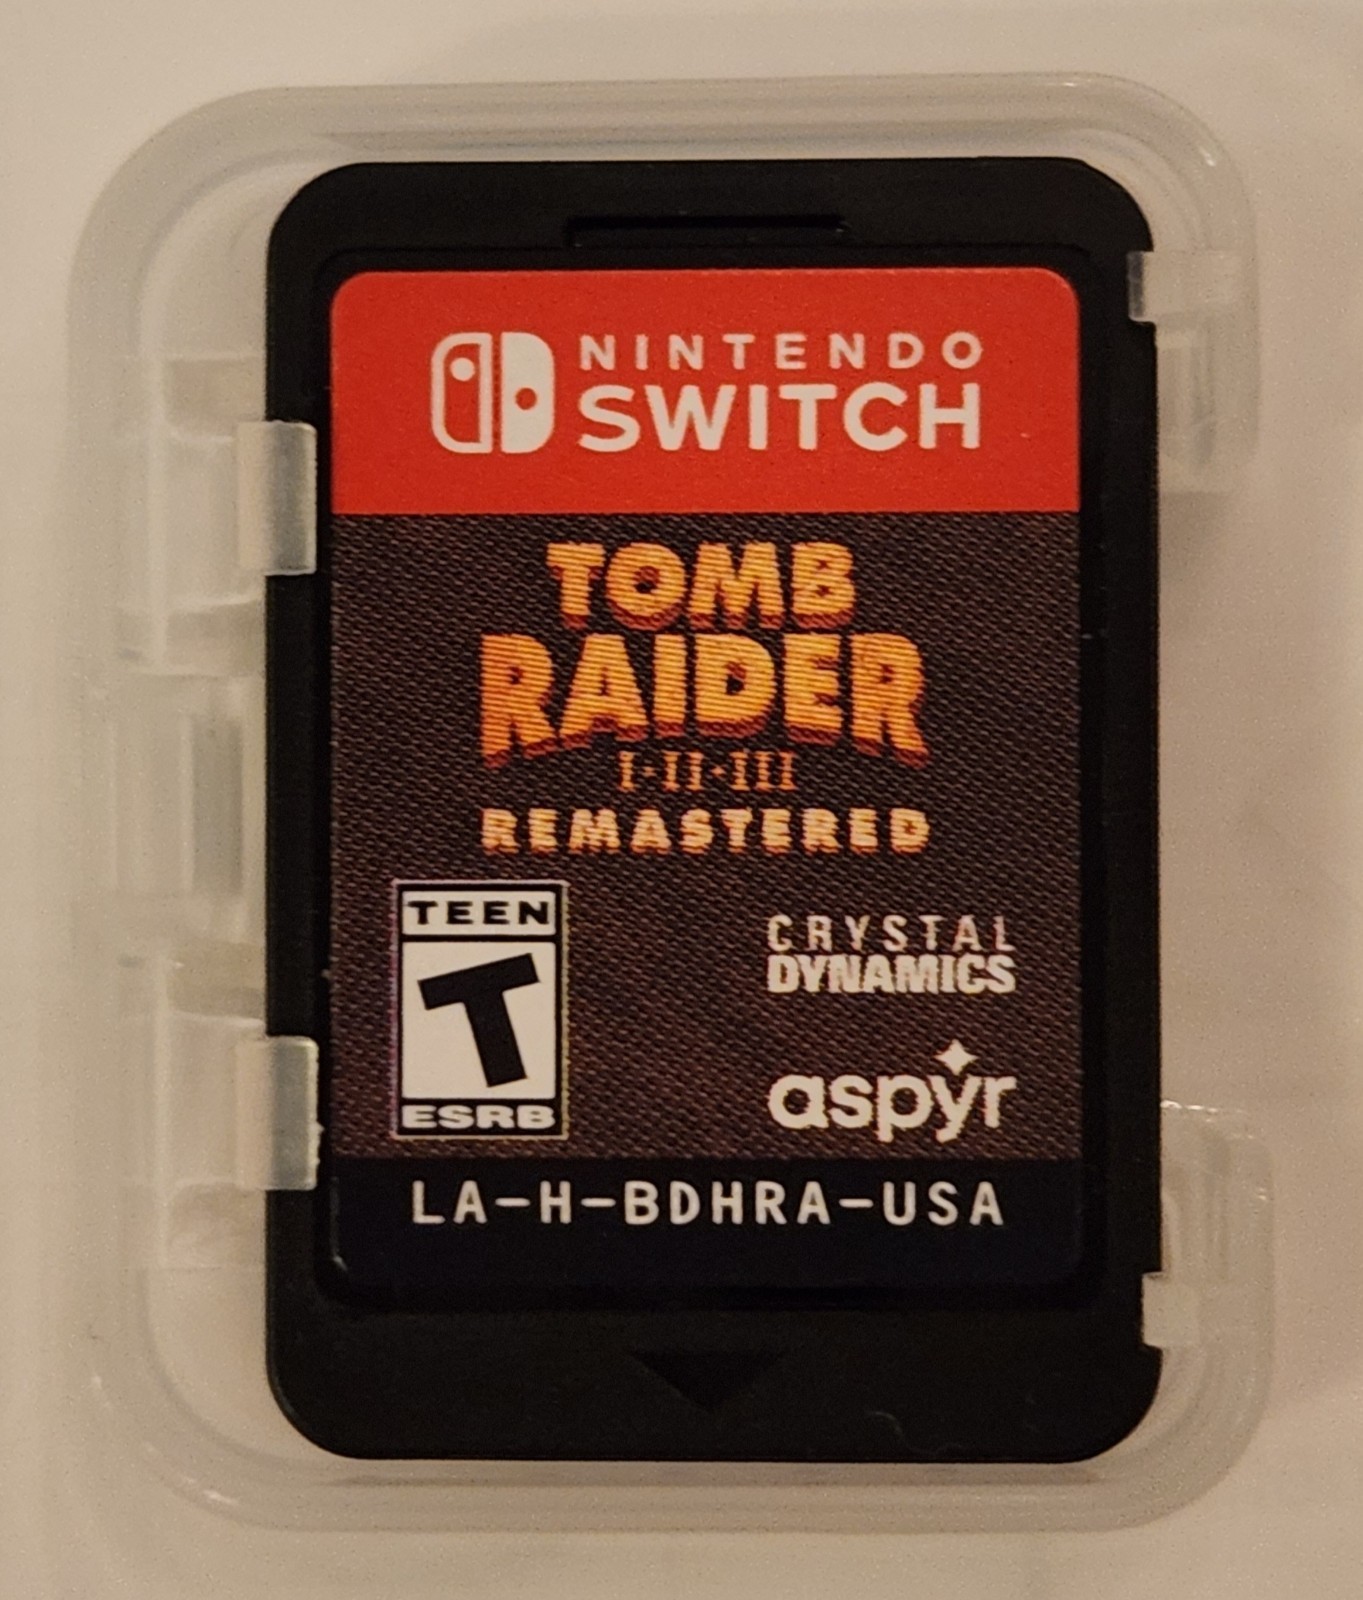 NINTENDO
SWITCH
TOMB
RAIDER
I·II·III
REMASTERED
TEEN
T
ESRB
CRYSTAL
DYNAMICS
aspyr
LA-H-BDHRA-USA